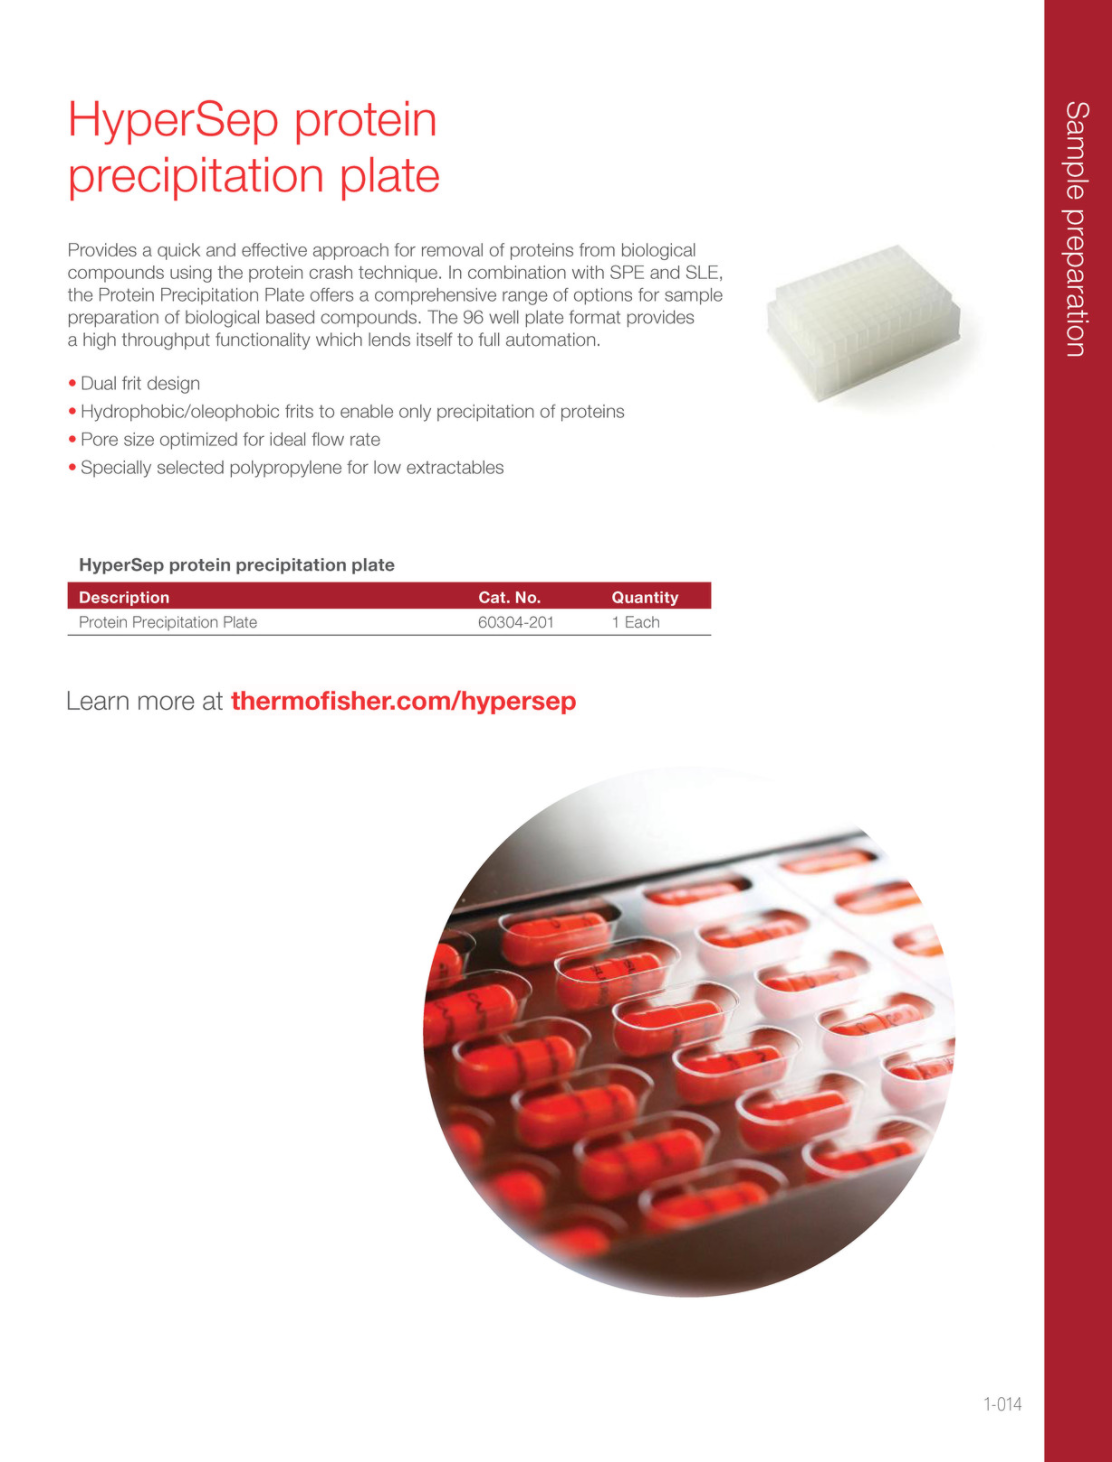 HyperSep protein
precipitation plate
Provides a quick and effective approach for removal of proteins from biological
compounds using the protein crash technique. In combination with SPE and SLE,
the Protein Precipitation Plate offers a comprehensive range of options for sample
preparation of biological based compounds. The 96 well plate format provides
a high throughput functionality which lends itself to full automation.
• Dual frit design
• Hydrophobic/oleophobic frits to enable only precipitation of proteins
• Pore size optimized for ideal flow rate
• Specially selected polypropylene for low extractables
HyperSep protein precipitation plate
Description Cat. No. Quantity
Protein Precipitation Plate 60304-201 1 Each
Learn more at thermofisher.com/hypersep
Sample preparation
1-014